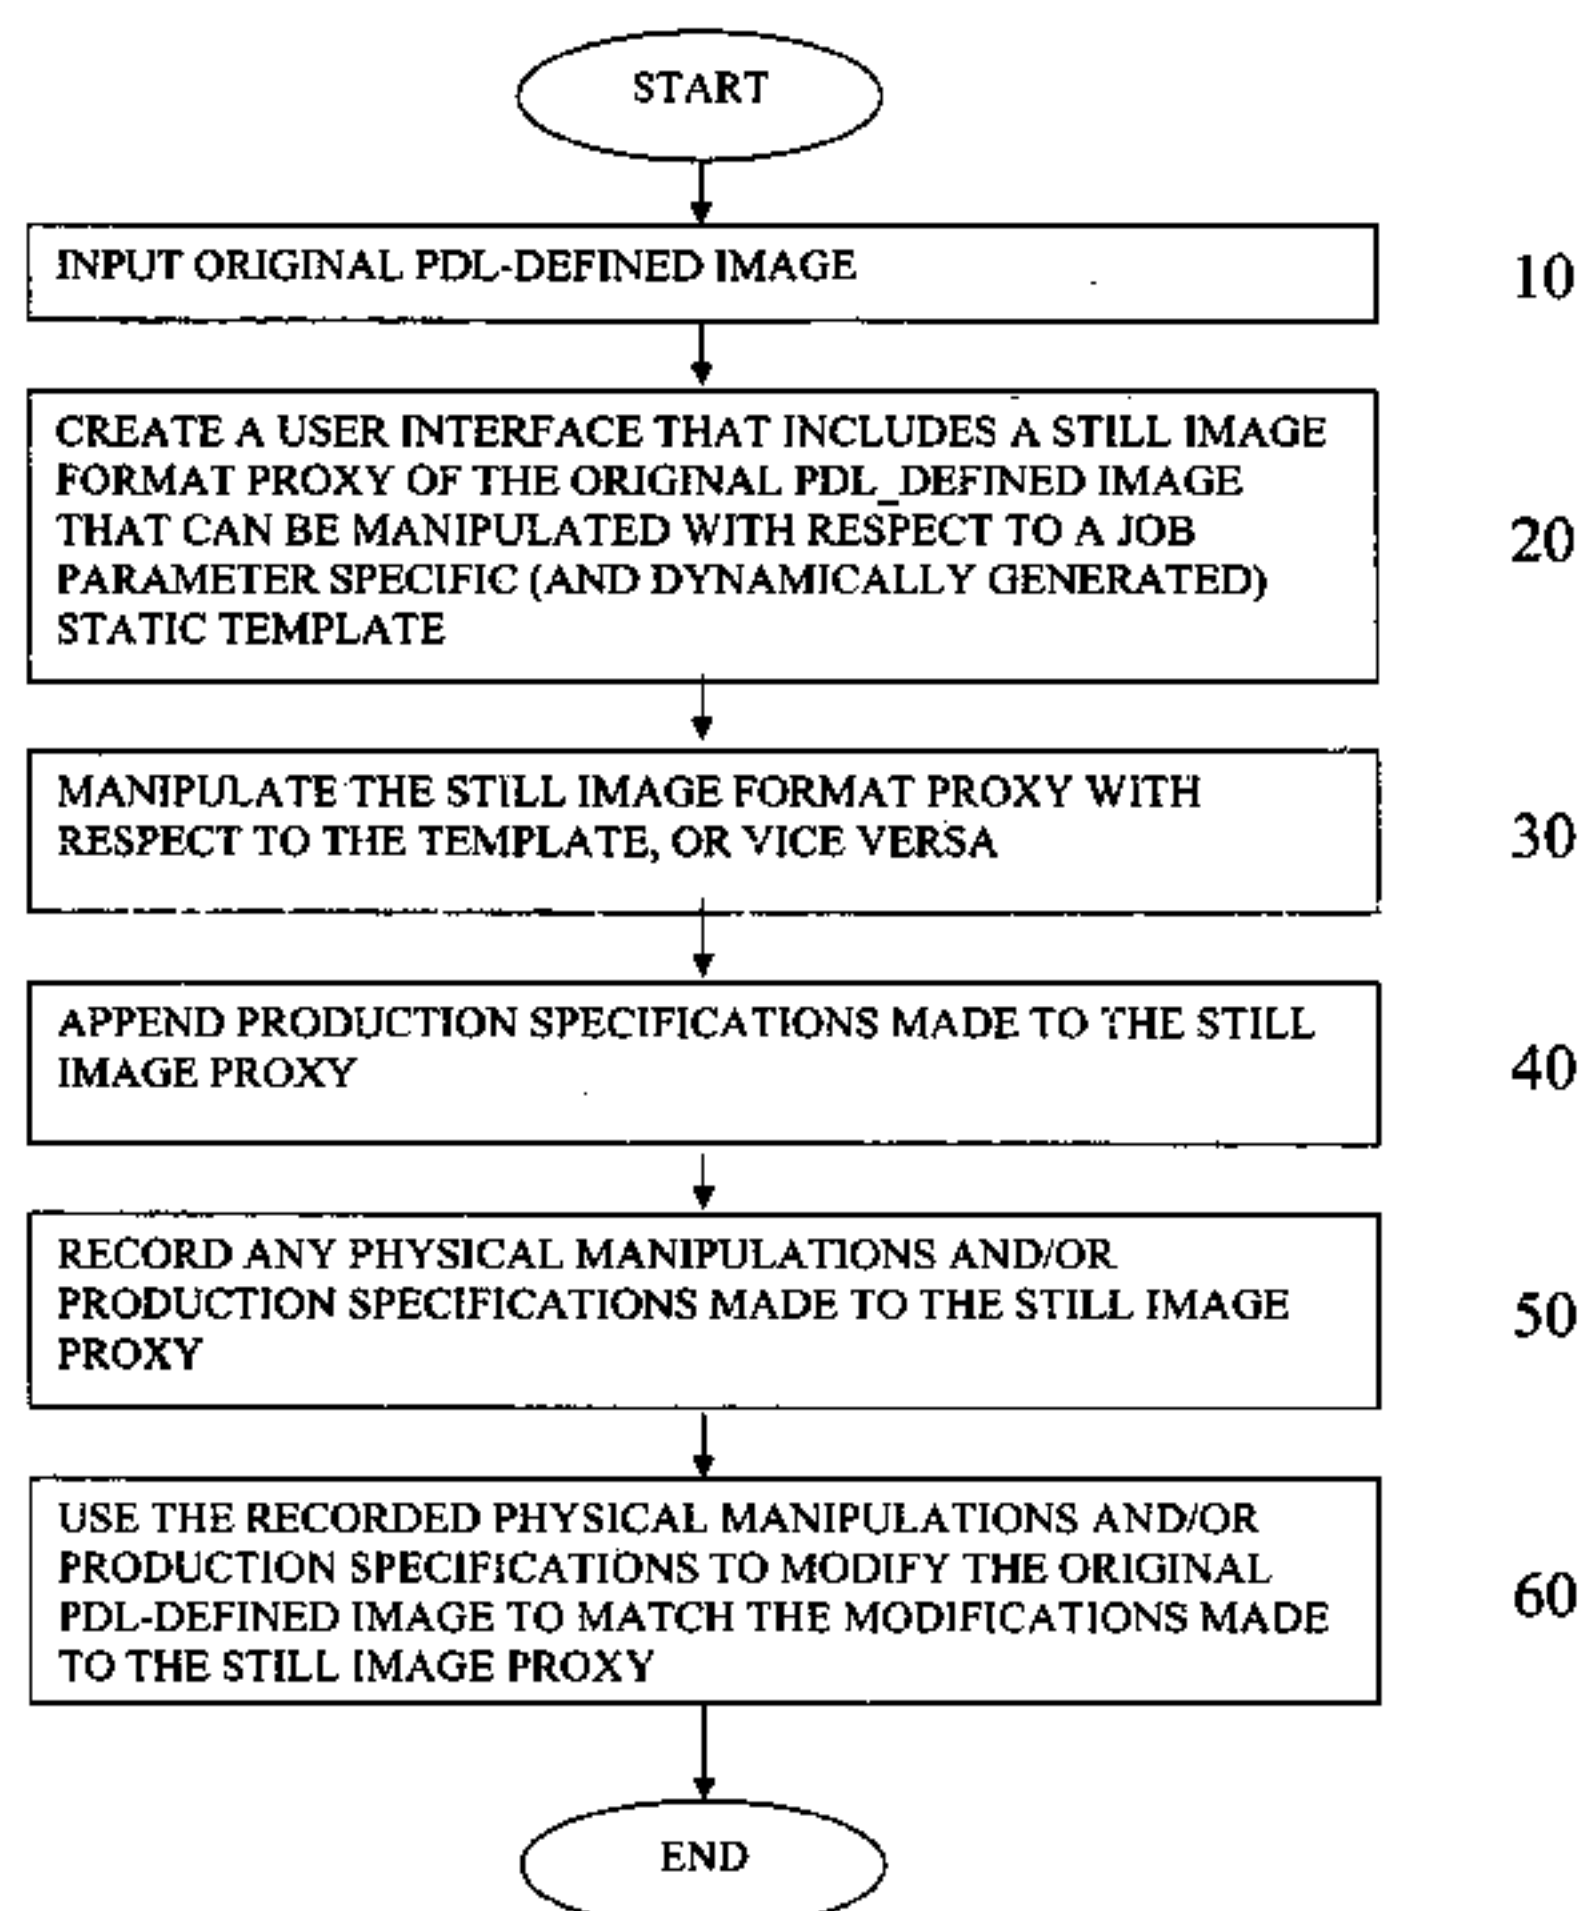 START
INPUT ORIGINAL PDL-DEFINED IMAGE
10
CREATE A USER INTERFACE THAT INCLUDES A STILL IMAGE
FORMAT PROXY OF THE ORIGINAL PDL_DEFINED IMAGE
THAT CAN BE MANIPULATED WITH RESPECT TO A JOB
PARAMETER SPECIFIC (AND DYNAMICALLY GENERATED)
STATIC TEMPLATE
20
MANIPULATE THE STILL IMAGE FORMAT PROXY WITH
RESPECT TO THE TEMPLATE, OR VICE VERSA
30
APPEND PRODUCTION SPECIFICATIONS MADE TO THE STILL
IMAGE PROXY
40
RECORD ANY PHYSICAL MANIPULATIONS AND/OR
PRODUCTION SPECIFICATIONS MADE TO THE STILL IMAGE
PROXY
50
USE THE RECORDED PHYSICAL MANIPULATIONS AND/OR
PRODUCTION SPECIFICATIONS TO MODIFY THE ORIGINAL
PDL-DEFINED IMAGE TO MATCH THE MODIFICATIONS MADE
TO THE STILL IMAGE PROXY
60
END